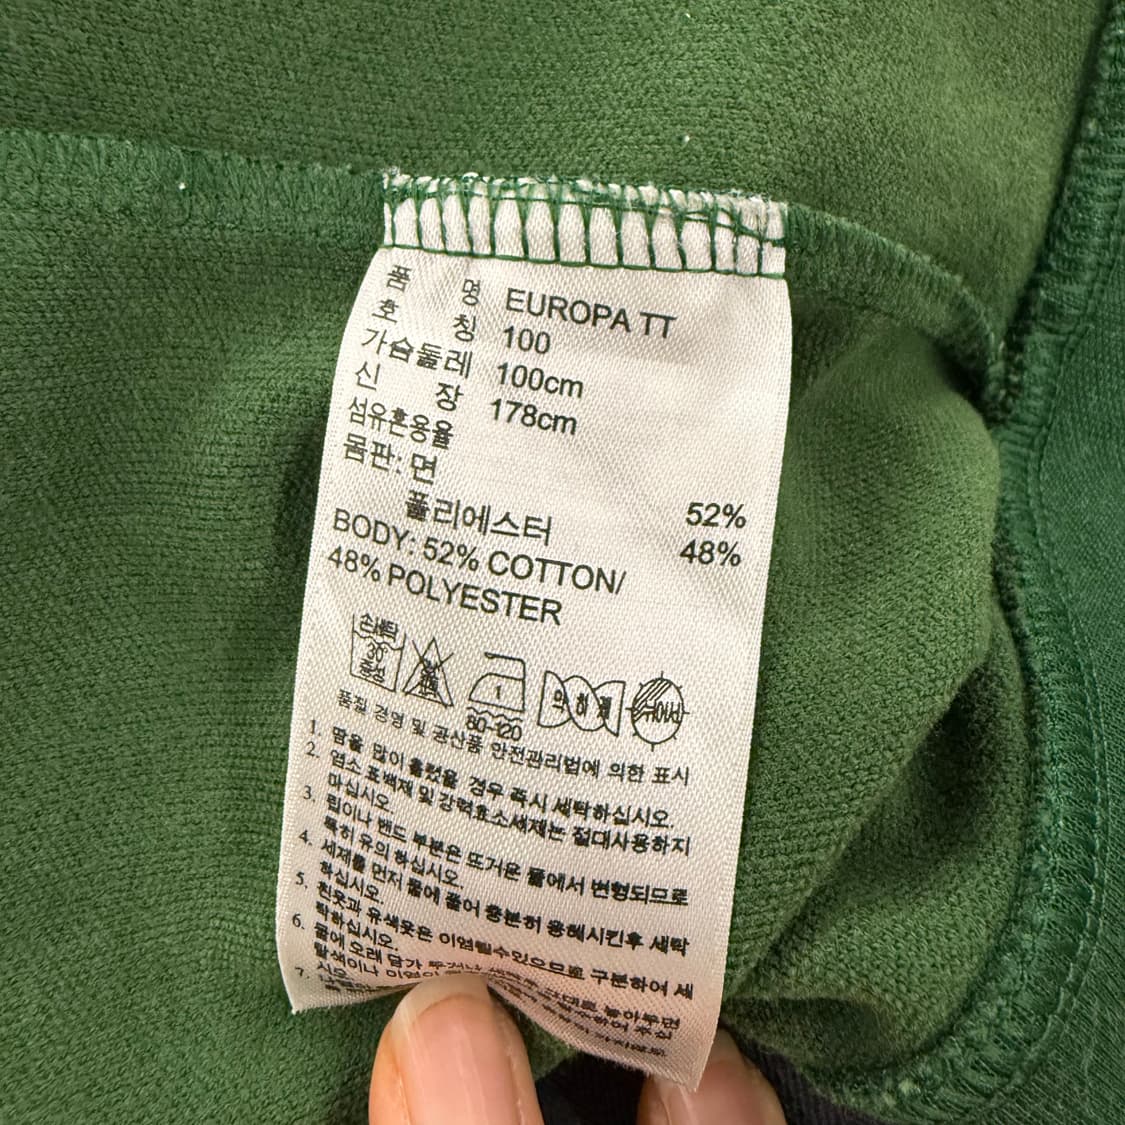 품 명 EUROPA TT
호 칭 100
가슴둘레 100cm
신 장 178cm
섬유혼용율
몸판: 면 52%
폴리에스터 48%
BODY: 52% COTTON/
48% POLYESTER
손세탁 30° 중성
1
80-120
드라이
품질 경영 및 공산품 안전관리법에 의한 표시
1. 땀을 많이 흘렸을 경우 즉시 세탁하십시오.
2. 염소 표백제 및 강력효소세제는 절대사용하지
마십시오.
3. 립이나 밴드 부분은 뜨거운 물에서 변형되므로
특히 유의 하십시오.
4. 세제를 먼저 물에 풀어 충분히 용해시킨후 세탁
하십시오.
5. 흰옷과 유색옷은 이염될수있으므로 구분하여 세
탁하십시오.
6. 물에 오래 담가 두거나
탈색이나 이염이
시오.
7.